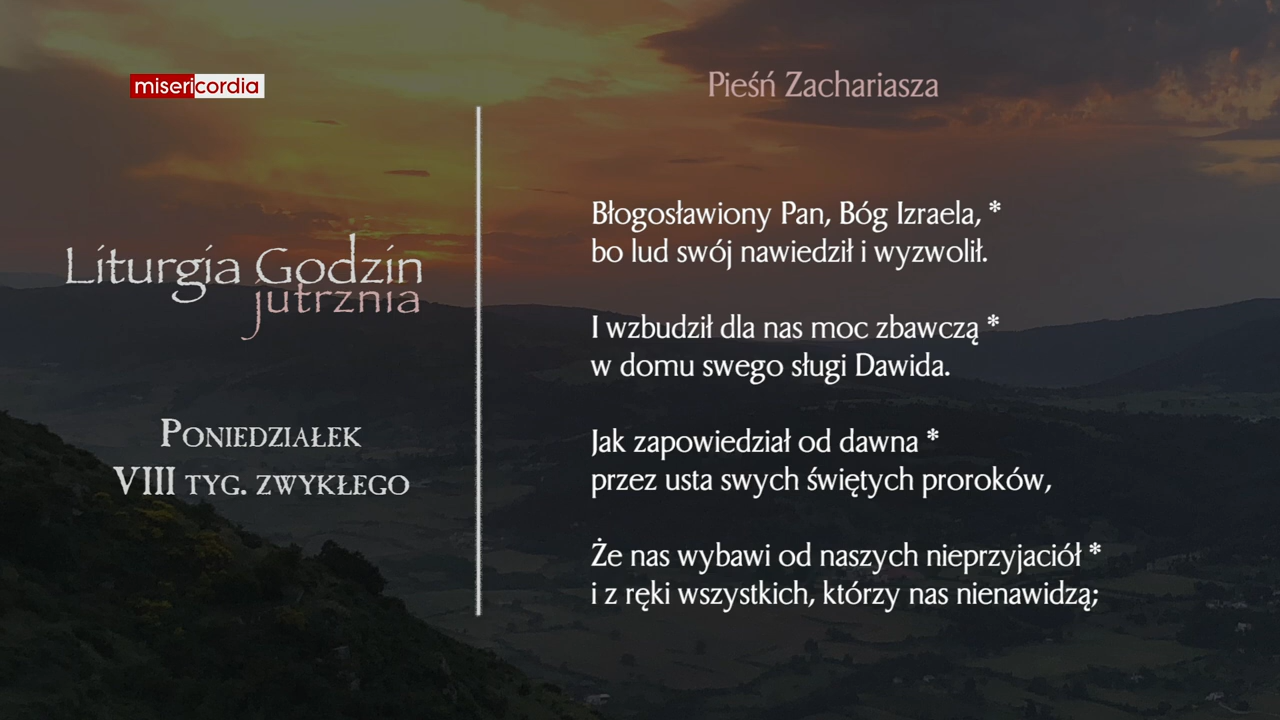 misericordia
Liturgia Godzin
jutrznia
Poniedziałek
VIII tyg. zwykłego
Pieśń Zachariasza
Błogosławiony Pan, Bóg Izraela, *
bo lud swój nawiedził i wyzwolił.
I wzbudził dla nas moc zbawczą *
w domu swego sługi Dawida.
Jak zapowiedział od dawna *
przez usta swych świętych proroków,
Że nas wybawi od naszych nieprzyjaciół *
i z ręki wszystkich, którzy nas nienawidzą;